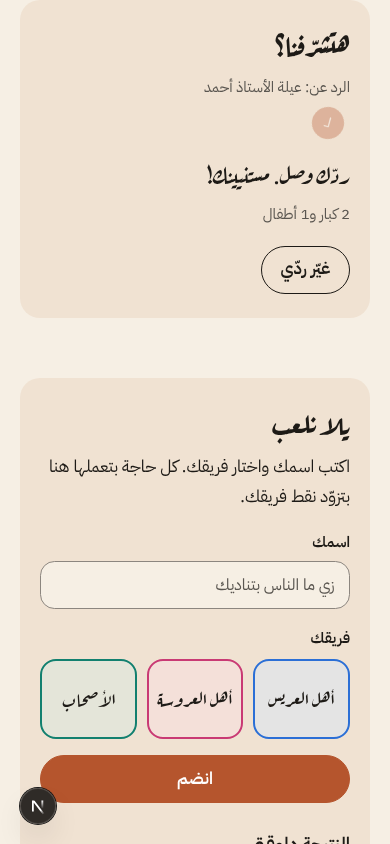 هتشرّفنا؟
الرد عن: عيلة الأستاذ أحمد
ردّك وصل. مستنيينك!
2 كبار و1 أطفال
غيّر ردّي
يلا نلعب
اكتب اسمك واختار فريقك. كل حاجة بتعملها هنا
بتزوّد نقط فريقك.
اسمك
زي ما الناس بتناديك
فريقك
أهل العريس
أهل العروسة
الأصحاب
انضم
N